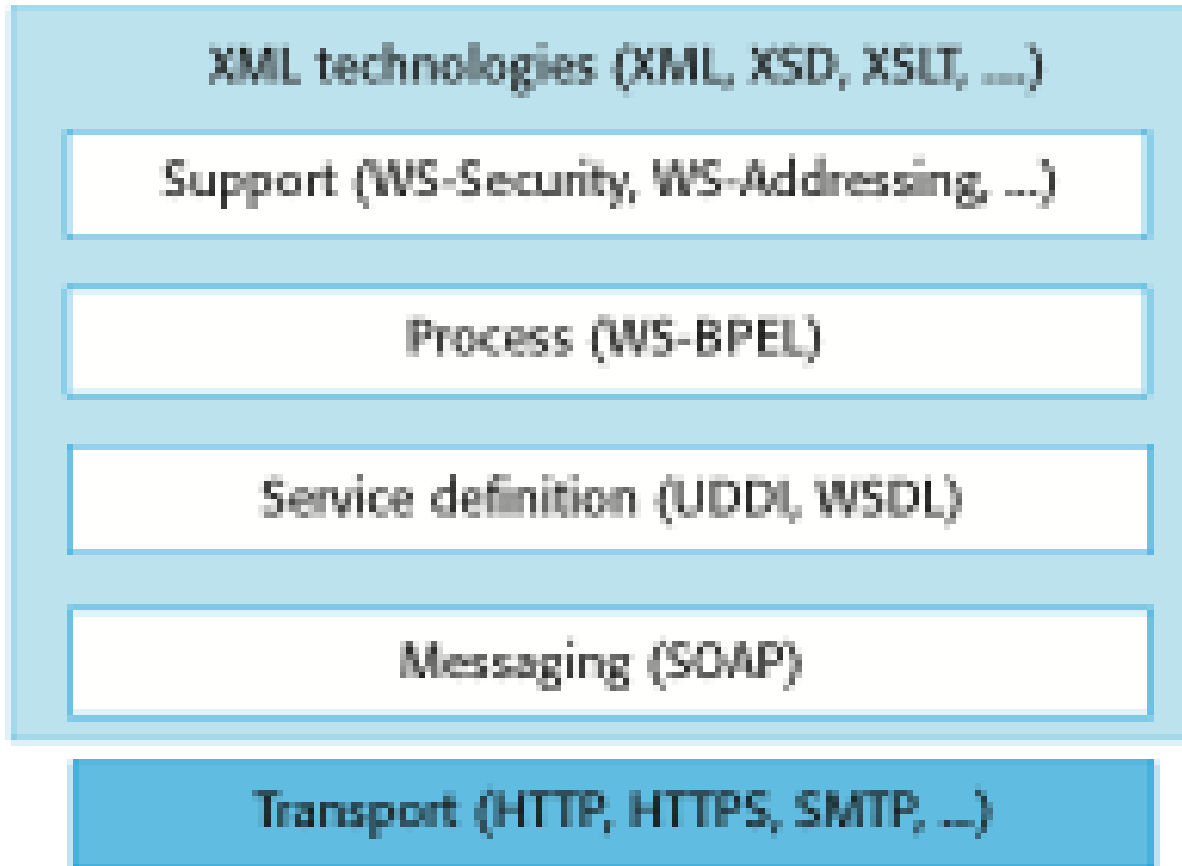 XML technologies (XML, XSD, XSLT, ....)
Support (WS-Security, WS-Addressing, ...)
Process (WS-BPEL)
Service definition (UDDI, WSDL)
Messaging (SOAP)
Transport (HTTP, HTTPS, SMTP, ...)